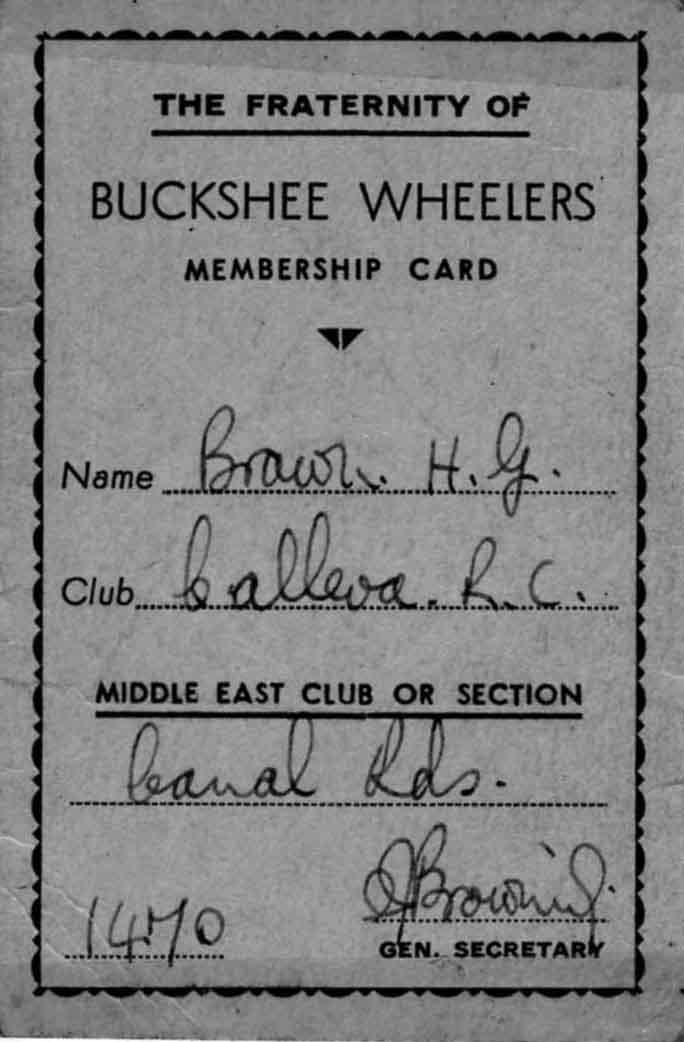 THE FRATERNITY OF
BUCKSHEE WHEELERS
MEMBERSHIP CARD
Name Brown. H.G.
Club Calleva. R.C.
MIDDLE EAST CLUB OR SECTION
Canal Rds.
1470
Browning.
GEN. SECRETARY